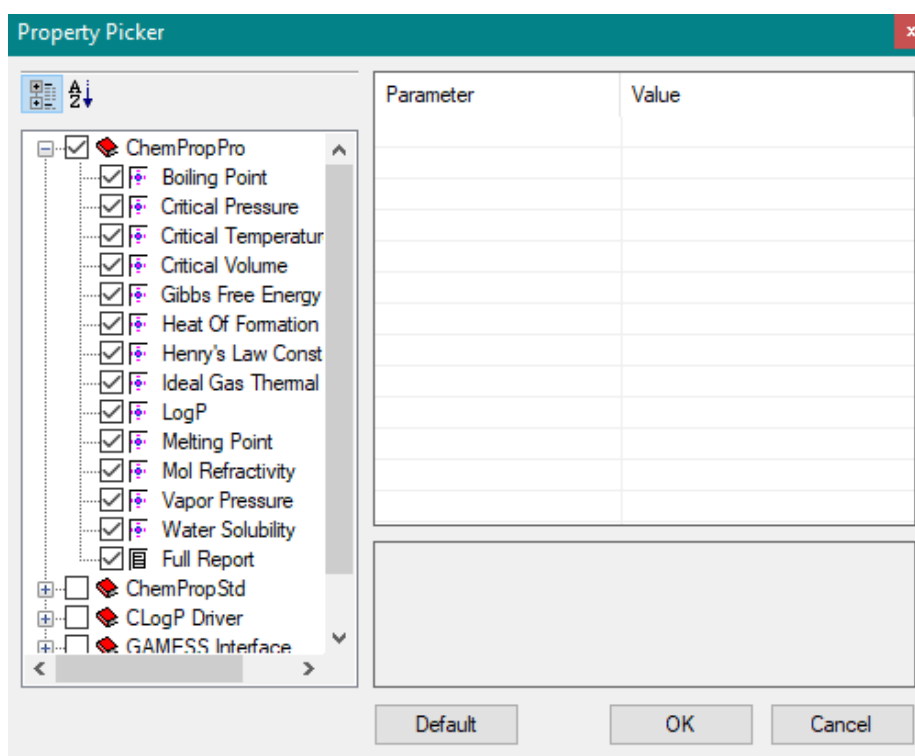 Property Picker
x
A
Z
Parameter Value
ChemPropPro
Boiling Point
Critical Pressure
Critical Temperatur
Critical Volume
Gibbs Free Energy
Heat Of Formation
Henry's Law Const
Ideal Gas Thermal
LogP
Melting Point
Mol Refractivity
Vapor Pressure
Water Solubility
Full Report
ChemPropStd
CLogP Driver
GAMESS Interface
Default OK Cancel